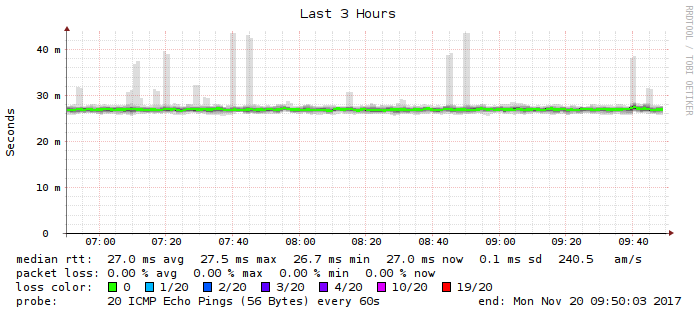 Last 3 Hours
RRDTOOL / TOBI OETIKER
Seconds
40 m
30 m
20 m
10 m
0
07:00 07:20 07:40 08:00 08:20 08:40 09:00 09:20 09:40
median rtt: 27.0 ms avg 27.5 ms max 26.7 ms min 27.0 ms now 0.1 ms sd 240.5 am/s
packet loss: 0.00 % avg 0.00 % max 0.00 % min 0.00 % now
loss color: 0 1/20 2/20 3/20 4/20 10/20 19/20
probe: 20 ICMP Echo Pings (56 Bytes) every 60s end: Mon Nov 20 09:50:03 2017